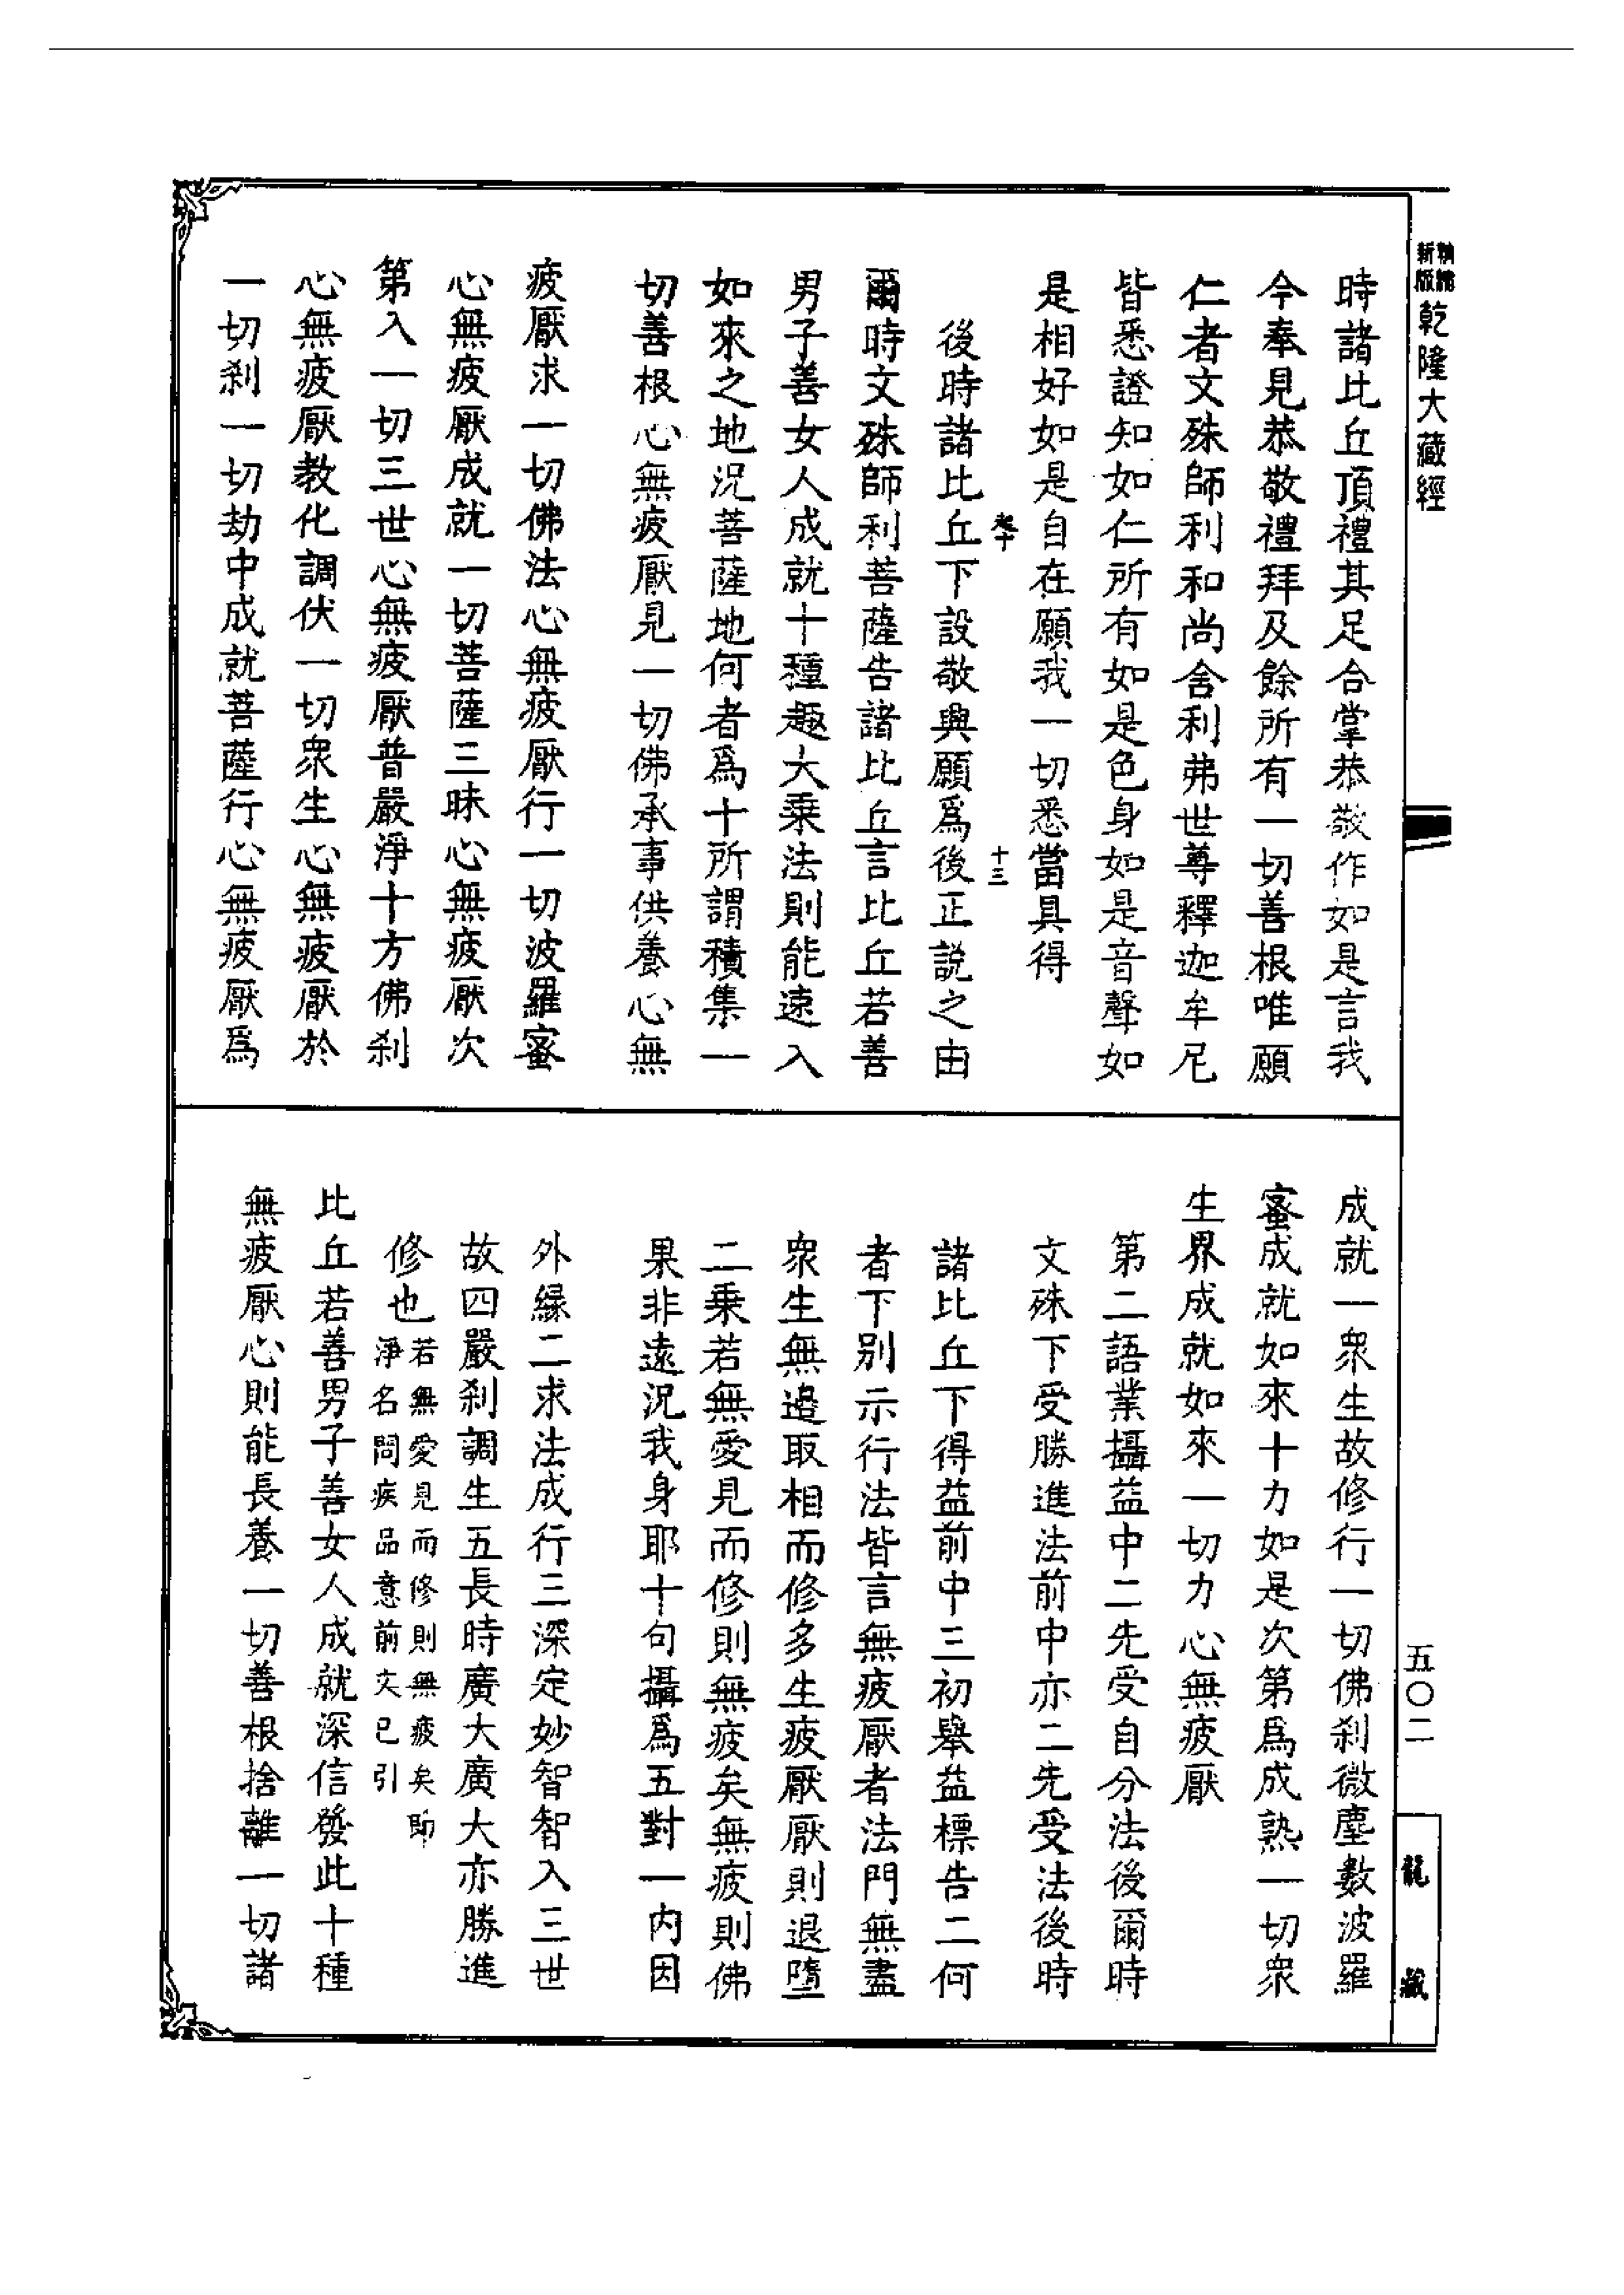 新版
精縮
乾隆大藏經
時諸比丘頂禮其足合掌恭敬作如是言我
今奉見恭敬禮拜及餘所有一切善根唯願
仁者文殊師利和尚舍利弗世尊釋迦牟尼
皆悉證知如仁所有如是色身如是音聲如
是相好如是自在願我一切悉當具得
十三
後時諸比丘下設敬興願爲後正説之由
爾時文殊師利菩薩告諸比丘言比丘若善
男子善女人成就十種趣大乗法則能速入
如來之地況菩薩地何者爲十所謂積集一
切善根心無疲厭見一切佛承事供養心無
疲厭求一切佛法心無疲厭行一切波羅蜜
心無疲厭成就一切菩薩三昧心無疲厭次
第入一切三世心無疲厭普嚴淨十方佛刹
心無疲厭教化調伏一切衆生心無疲厭於
一切刹一切劫中成就菩薩行心無疲厭爲
成就一衆生故修行一切佛刹微塵數波羅
蜜成就如來十力如是次第爲成熟一切衆
生界成就如來一切力心無疲厭
第二語業攝益中二先受自分法後爾時
文殊下受勝進法前中亦二先受法後時
諸比丘下得益前中三初舉益標告二何
者下別示行法皆言無疲厭者法門無盡
衆生無邉取相而修多生疲厭厭則退墮
二乗若無愛見而修則無疲矣無疲則佛
果非遠況我身耶十句攝爲五對一内因
外緣二求法成行三深定妙智智入三世
故四嚴刹調生五長時廣大廣大亦勝進
修也若無愛見而修則無疲矣即
淨名問疾品意前文已引
比丘若善男子善女人成就深信發此十種
無疲厭心則能長養一切善根捨離一切諸
五〇二
龍藏